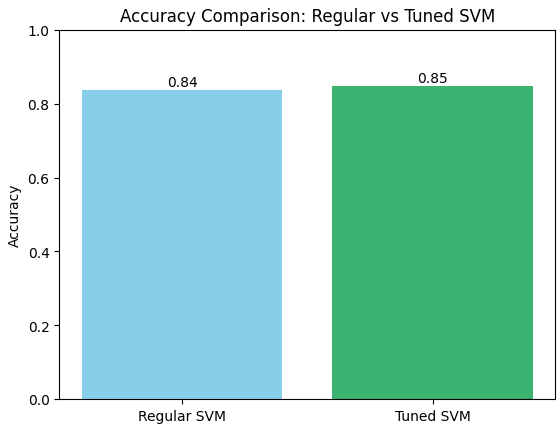 Accuracy Comparison: Regular vs Tuned SVM
1.0
0.8
0.6
0.4
0.2
0.0
Accuracy
0.84
0.85
Regular SVM
Tuned SVM